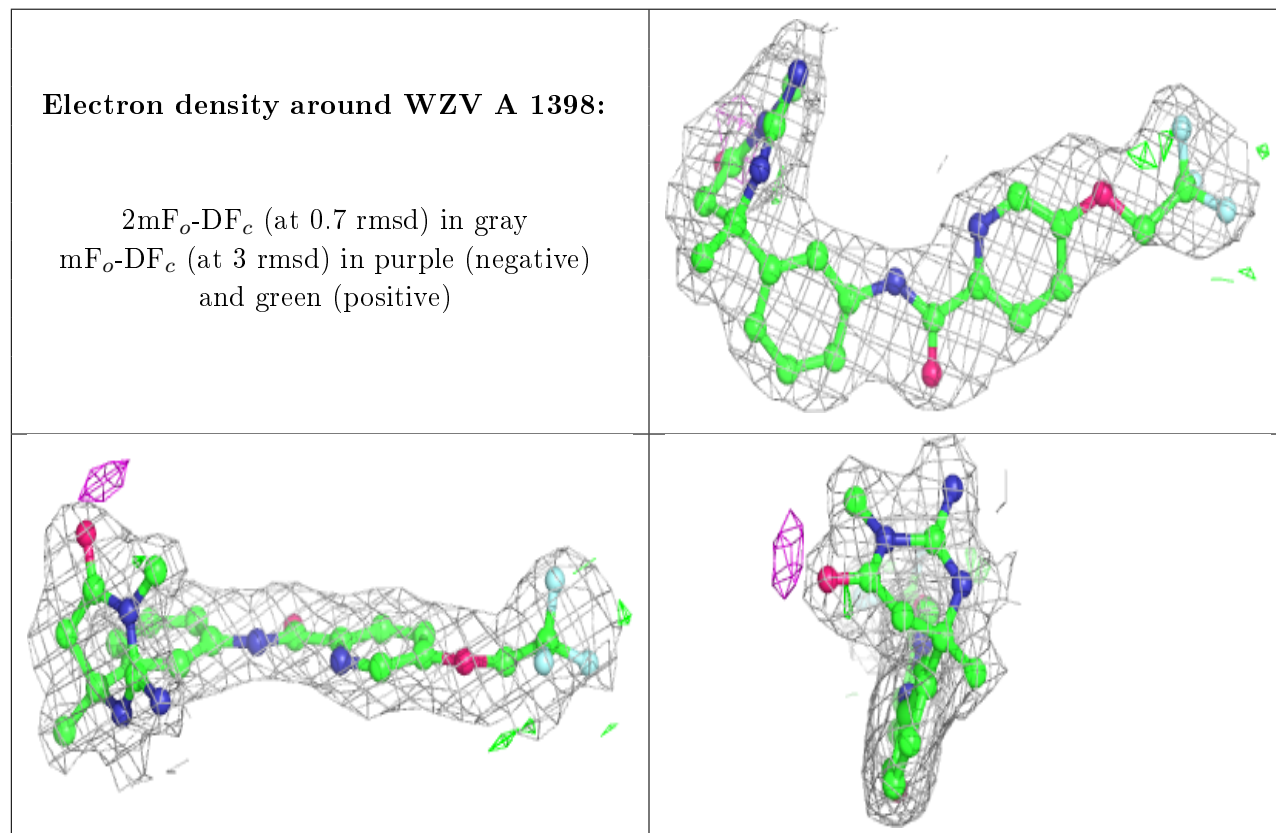 Electron density around WZV A 1398:
2mFₒ-DF𝒸 (at 0.7 rmsd) in gray
mFₒ-DF𝒸 (at 3 rmsd) in purple (negative)
and green (positive)